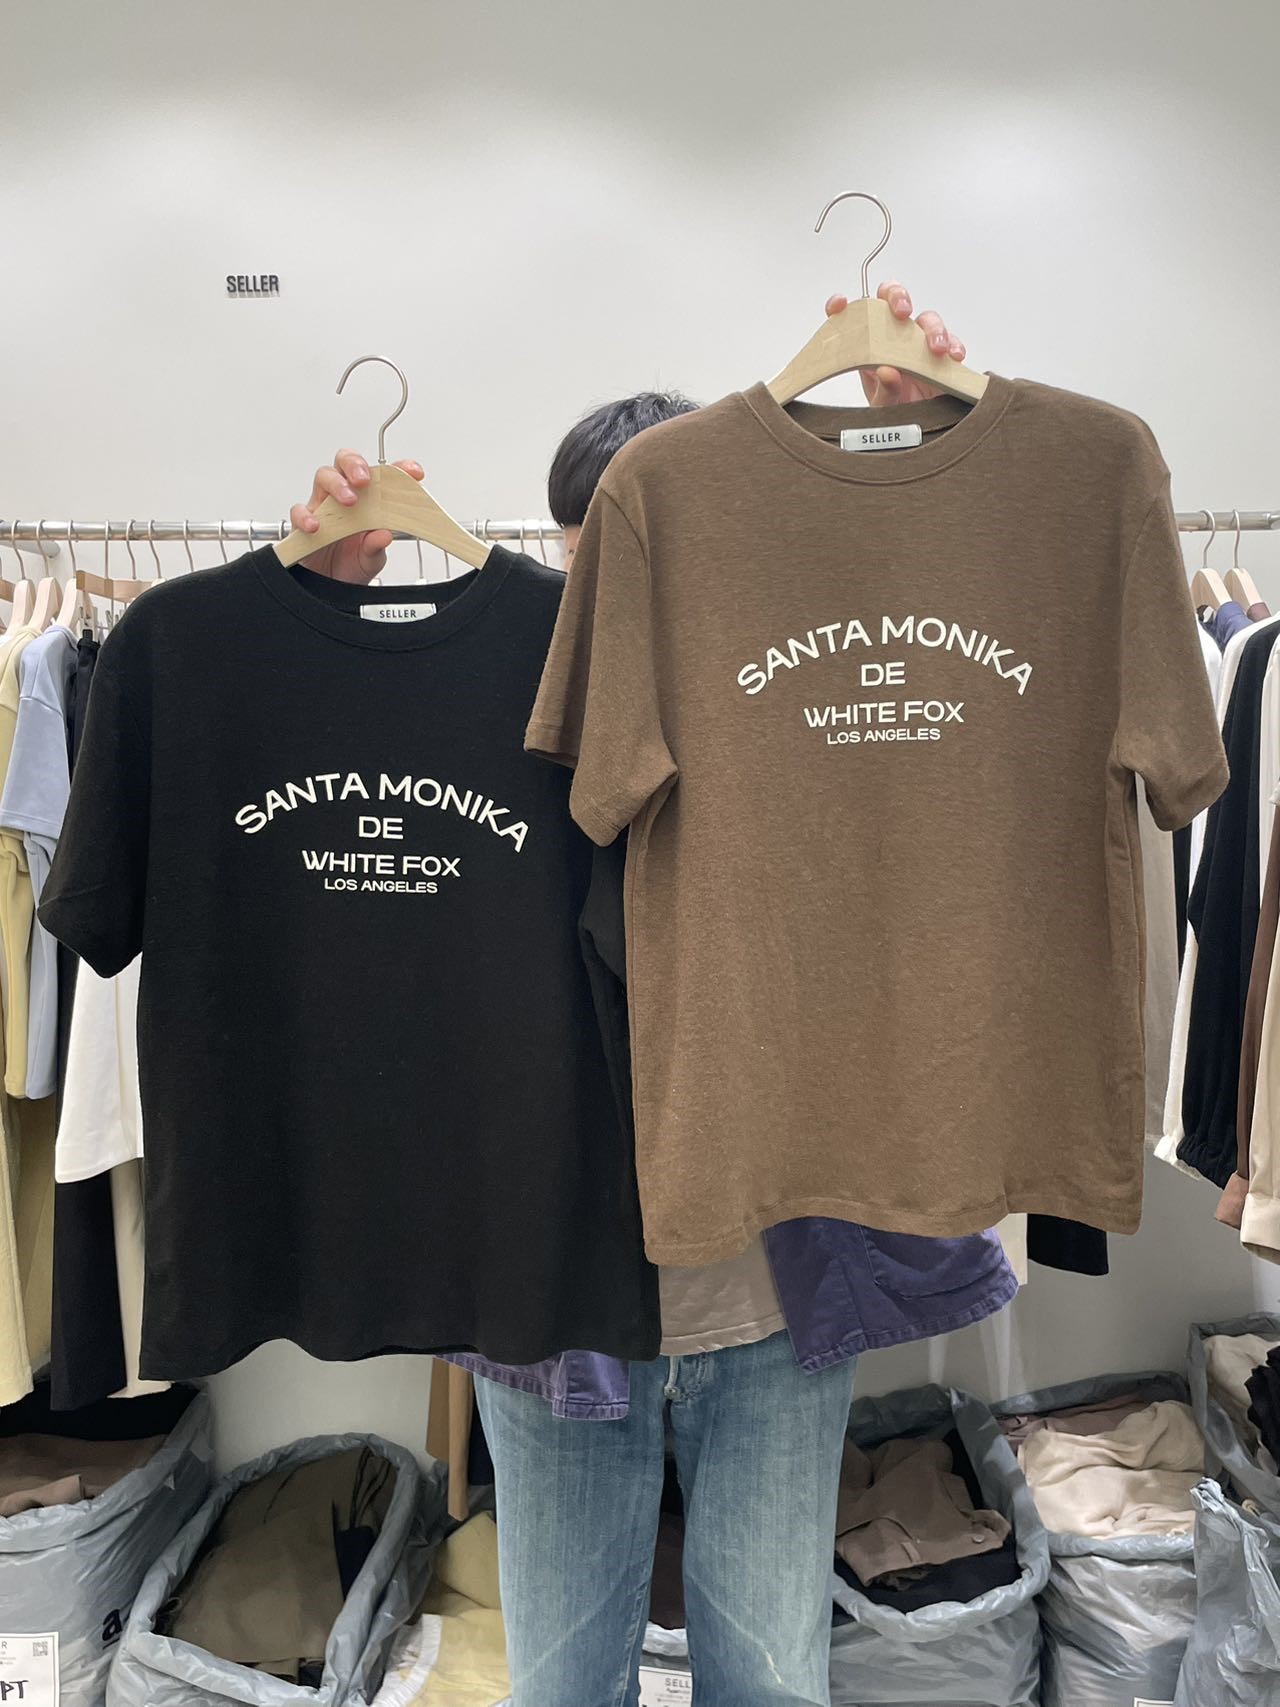 SELLER
SELLER
SANTA MONIKA
DE
WHITE FOX
LOS ANGELES
SELLER
SANTA MONIKA
DE
WHITE FOX
LOS ANGELES